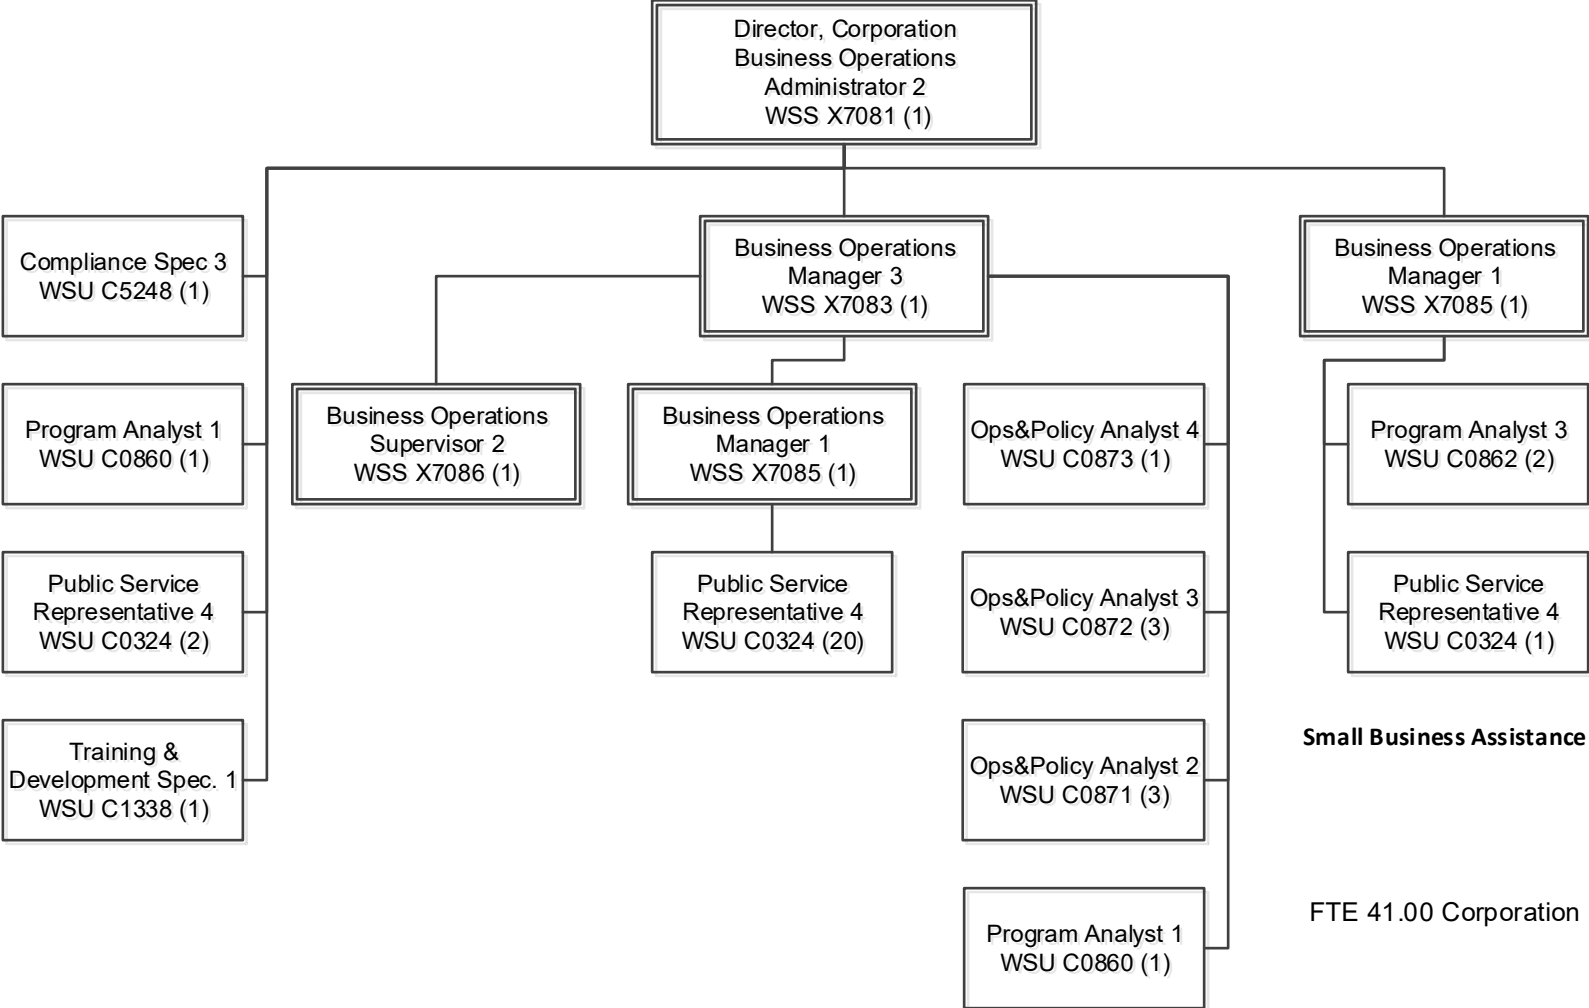 Director, Corporation
Business Operations
Administrator 2
WSS X7081 (1)
Compliance Spec 3
WSU C5248 (1)
Business Operations
Manager 3
WSS X7083 (1)
Business Operations
Manager 1
WSS X7085 (1)
Program Analyst 1
WSU C0860 (1)
Business Operations
Supervisor 2
WSS X7086 (1)
Business Operations
Manager 1
WSS X7085 (1)
Ops&Policy Analyst 4
WSU C0873 (1)
Program Analyst 3
WSU C0862 (2)
Public Service
Representative 4
WSU C0324 (2)
Public Service
Representative 4
WSU C0324 (20)
Ops&Policy Analyst 3
WSU C0872 (3)
Public Service
Representative 4
WSU C0324 (1)
Training &
Development Spec. 1
WSU C1338 (1)
Ops&Policy Analyst 2
WSU C0871 (3)
Small Business Assistance
Program Analyst 1
WSU C0860 (1)
FTE 41.00 Corporation